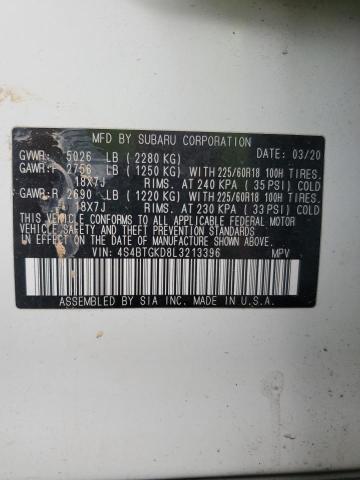 MFD BY SUBARU CORPORATION
GVWR: 5026 LB (2280 KG) DATE: 03/20
GAWR:F 2756 LB (1250 KG) WITH 225/60R18 100H TIRES.
18X7J RIMS. AT 240 KPA ( 35 PSI) COLD
GAWR:R 2690 LB (1220 KG) WITH 225/60R18 100H TIRES.
18X7J RIMS. AT 230 KPA ( 33 PSI) COLD
THIS VEHICLE CONFORMS TO ALL APPLICABLE FEDERAL MOTOR
VEHICLE SAFETY AND THEFT PREVENTION STANDARDS IN EFFECT
ON THE DATE OF MANUFACTURE SHOWN ABOVE.
VIN: 4S4BTGKD8L3213396 MPV
ASSEMBLED BY SIA INC. MADE IN U.S.A.